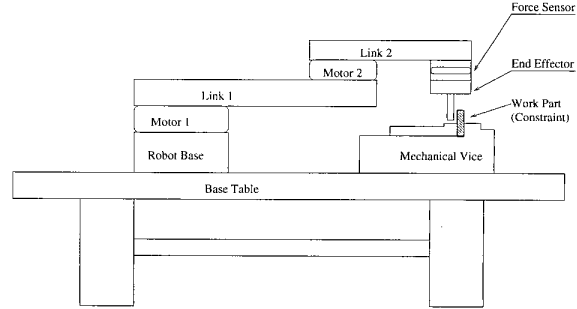 Force Sensor
Link 2
End Effector
Motor 2
Link 1
Work Part
(Constraint)
Motor 1
Robot Base
Mechanical Vice
Base Table